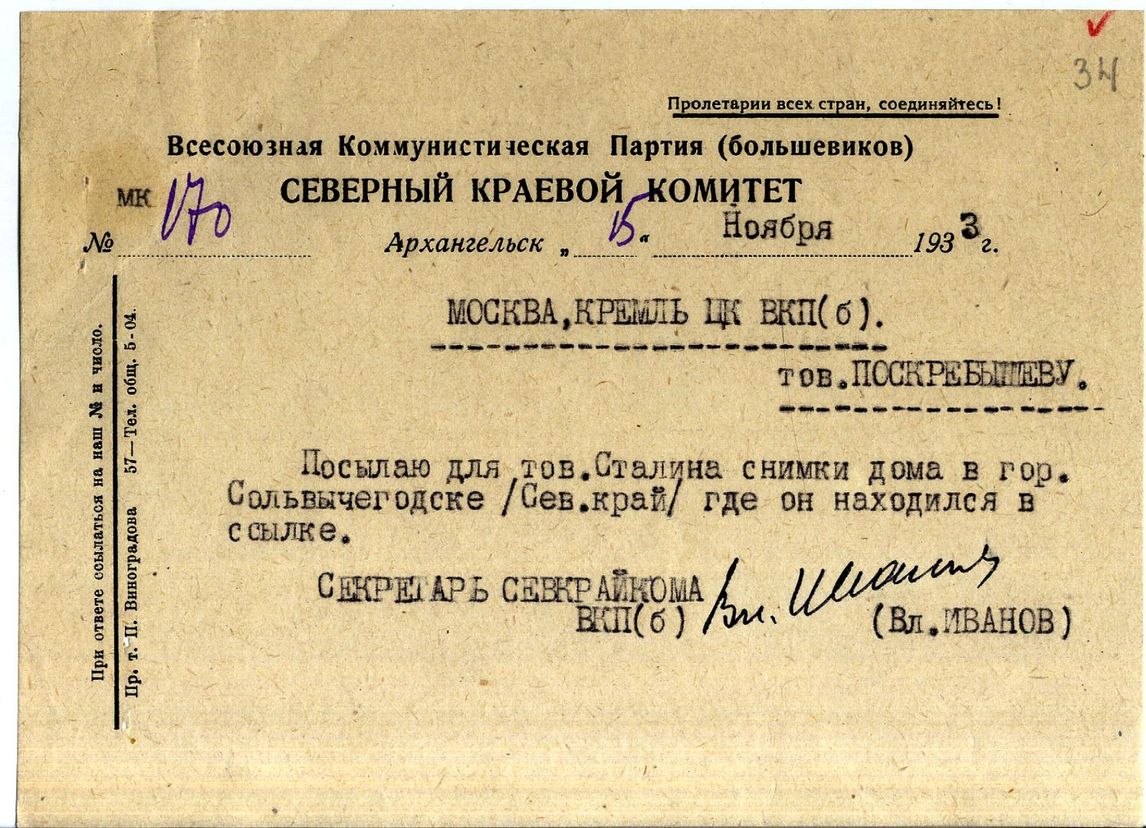 34
Пролетарии всех стран, соединяйтесь!
Всесоюзная Коммунистическая Партия (большевиков)
СЕВЕРНЫЙ КРАЕВОЙ КОМИТЕТ
МК 170
№
Архангельск „ 15 “ Ноября 1933 г.
МОСКВА,КРЕМЛЬ ЦК ВКП(б).
тов.ПОСКРЕБЫШЕВУ.
Посылаю для тов.Сталина снимки дома в гор.
Сольвычегодске /Сев.край/ где он находился в
ссылке.
СЕКРЕТАРЬ СЕВКРАЙКОМА
ВКП(б) Вл. Иванов (Вл.ИВАНОВ)
При ответе ссылаться на наш № и число.
Пр. т. П. Виноградова 57—Тел. общ. 5-04.